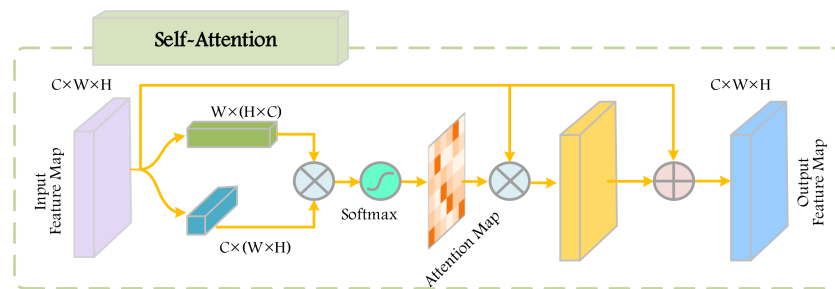 Self-Attention
C×W×H
Input
Feature Map
W×(H×C)
C×(W×H)
Softmax
Attention Map
C×W×H
Output
Feature Map